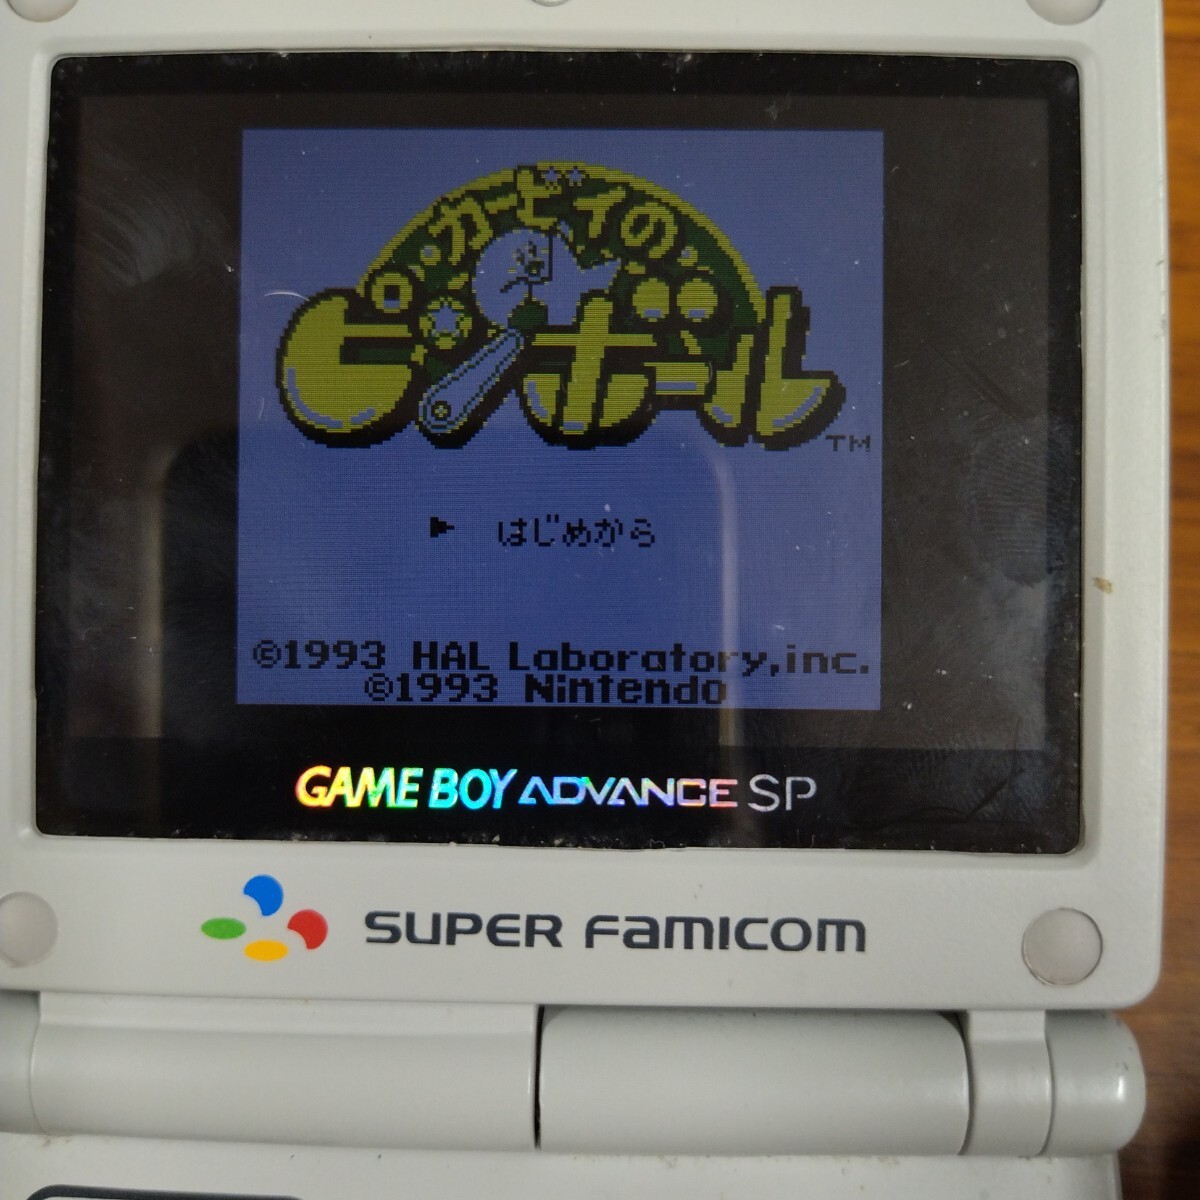 カービィの
ピンボール
TM
はじめから
©1993 HAL Laboratory,inc.
©1993 Nintendo
GAME BOY ADVANCE SP
SUPER FAMICOM